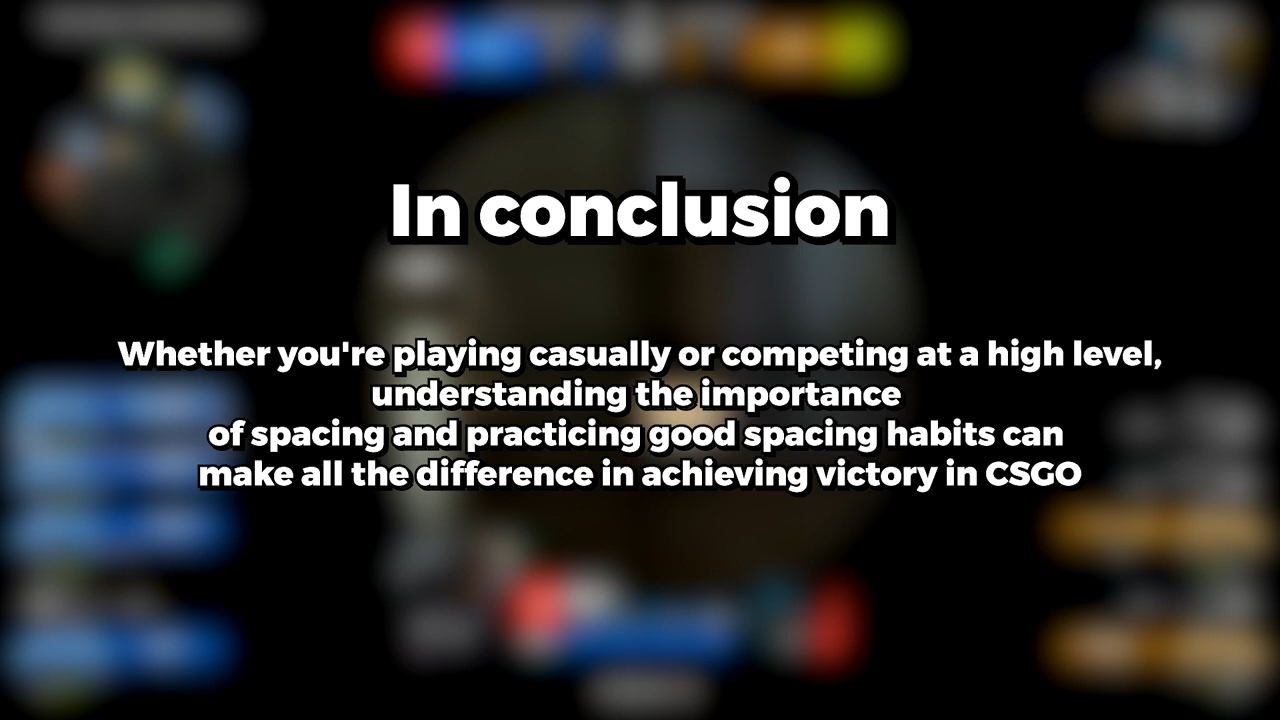 In conclusion
Whether you're playing casually or competing at a high level,
understanding the importance
of spacing and practicing good spacing habits can
make all the difference in achieving victory in CSGO